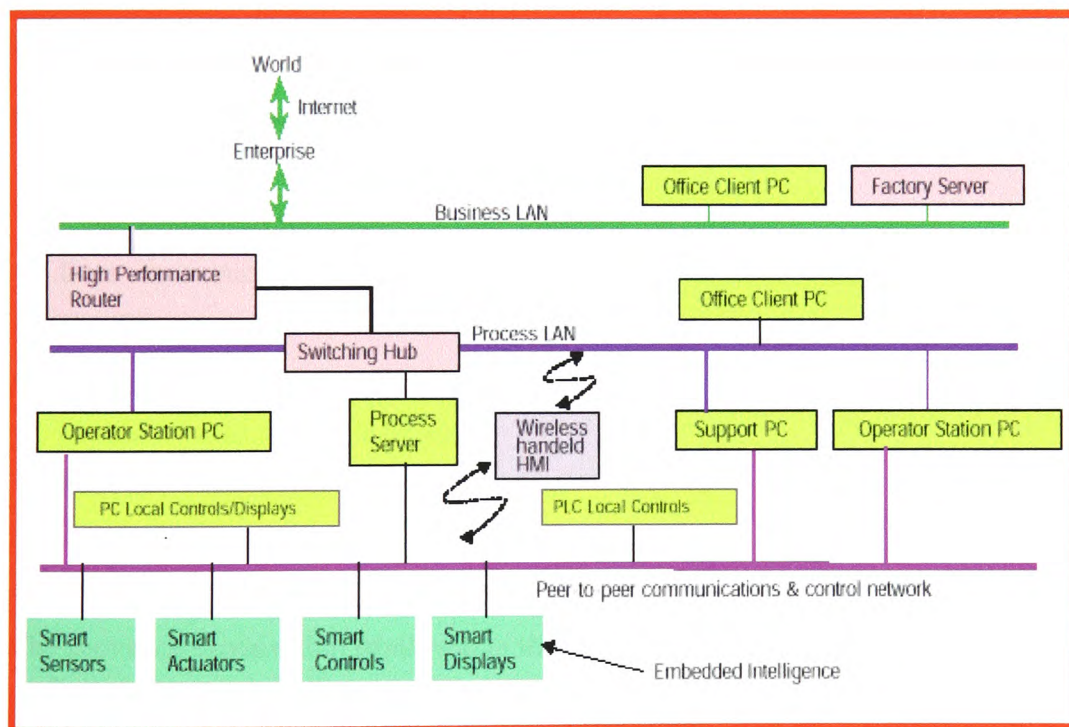 World
Internet
Enterprise
Business LAN
Office Client PC
Factory Server
High Performance
Router
Office Client PC
Process LAN
Switching Hub
Operator Station PC
Process
Server
Wireless
handeld
HMI
Support PC
Operator Station PC
PC Local Controls/Displays
PLC Local Controls
Peer to peer communications & control network
Smart
Sensors
Smart
Actuators
Smart
Controls
Smart
Displays
Embedded Intelligence